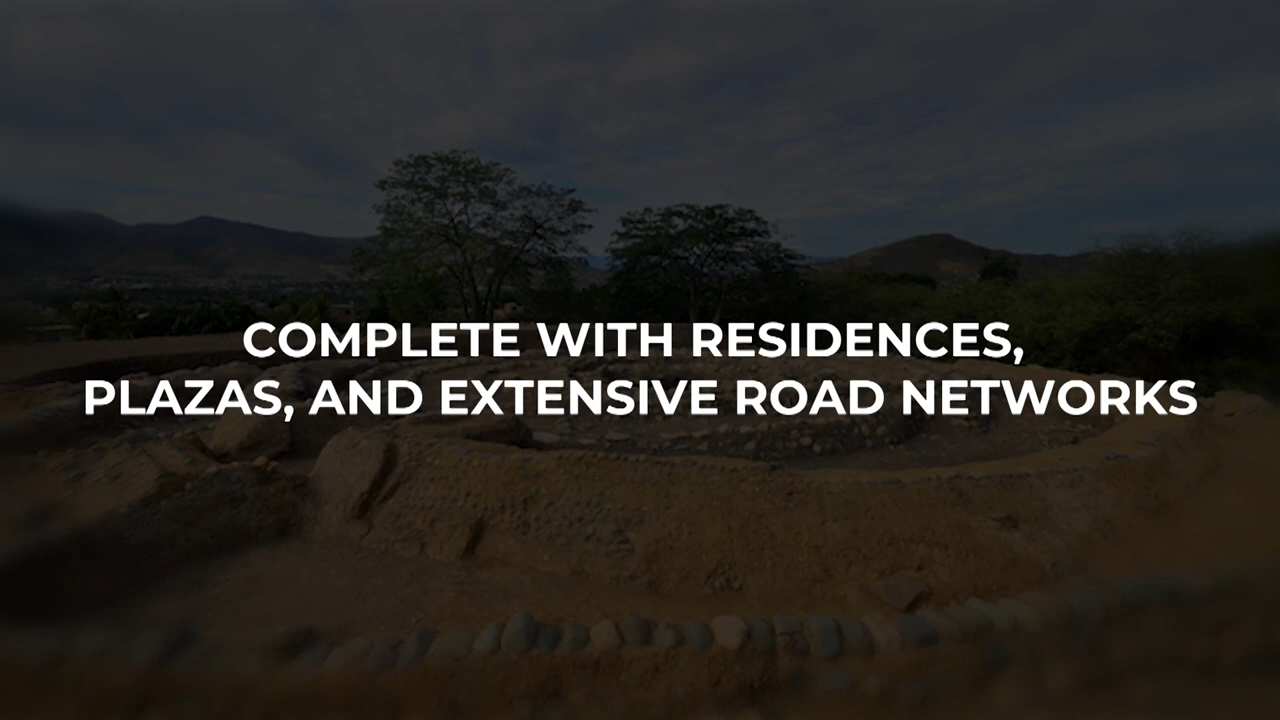 COMPLETE WITH RESIDENCES,
PLAZAS, AND EXTENSIVE ROAD NETWORKS